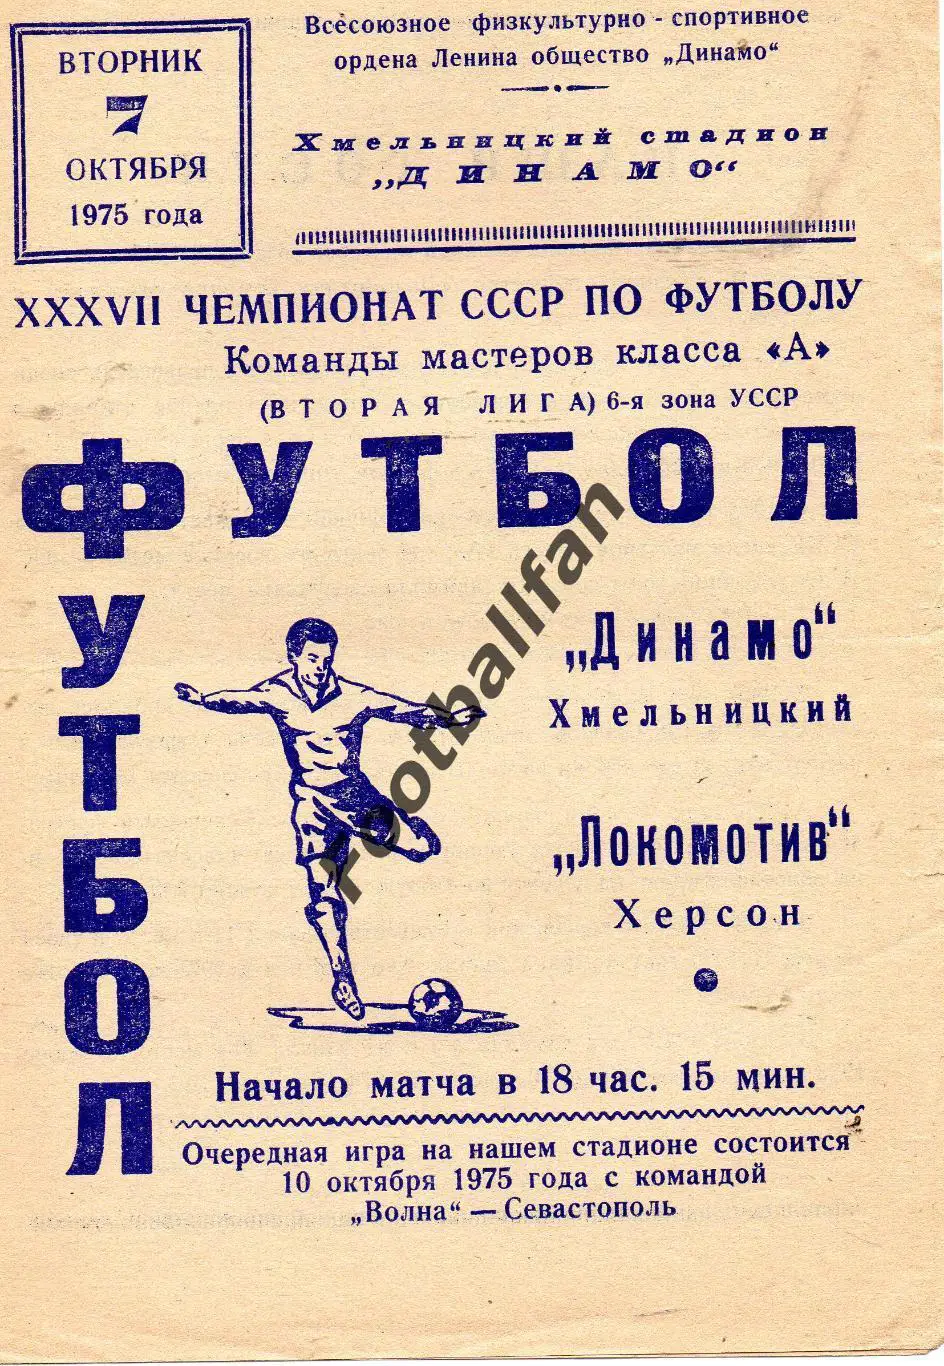 ВТОРНИК
7
ОКТЯБРЯ
1975 года
Всесоюзное физкультурно - спортивное
ордена Ленина общество „Динамо“
Хмельницкий стадион
„ДИНАМО“
XXXVII ЧЕМПИОНАТ СССР ПО ФУТБОЛУ
Команды мастеров класса «А»
(ВТОРАЯ ЛИГА) 6-я зона УССР
ФУТБОЛ
УТБОЛ
Footballfan
„Динамо“
Хмельницкий
„ЛОКОМОТИВ“
Херсон
Начало матча в 18 час. 15 мин.
Очередная игра на нашем стадионе состоится
10 октября 1975 года с командой
„Волна“ — Севастополь